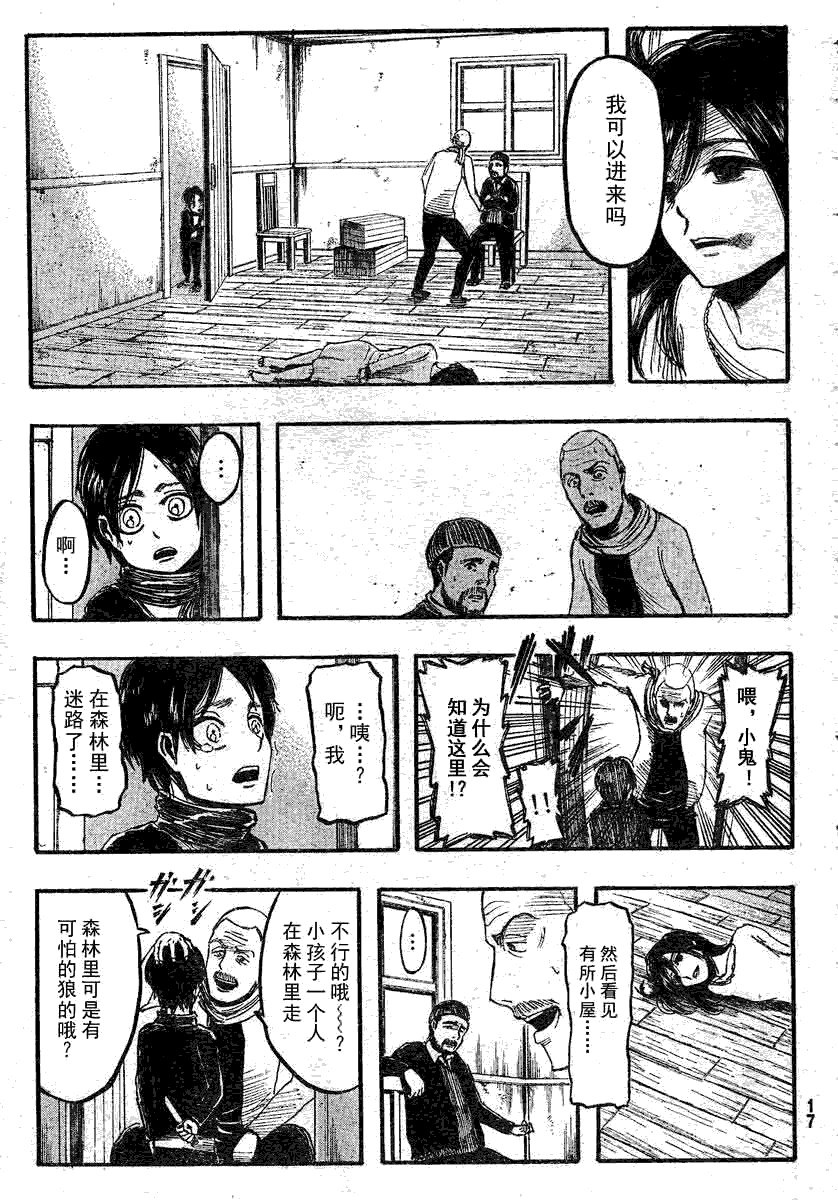 我可以进来吗
…
啊…
喂，小鬼！
为什么会
知道这里!?
!!
…咦…?
呃，我
在森林里
迷路了……
然后看见
有所小屋……
…
不行的哦~~?
小孩子一个人
在森林里走
ガガ
森林里可是有
可怕的狼的哦?
17